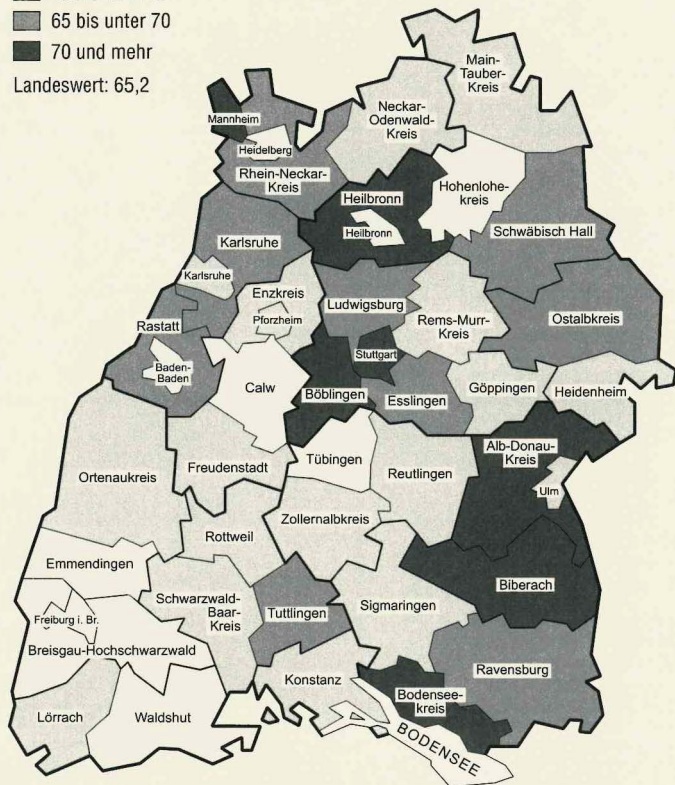 65 bis unter 70
70 und mehr
Landeswert: 65,2
Main-
Tauber-
Kreis
Neckar-
Odenwald-
Kreis
Mannheim
Heidelberg
Rhein-Neckar-
Kreis
Hohenlohe-
kreis
Heilbronn
Heilbronn
Schwäbisch Hall
Karlsruhe
Karlsruhe
Enzkreis
Pforzheim
Ludwigsburg
Rems-Murr-
Kreis
Ostalbkreis
Rastatt
Baden-
Baden
Stuttgart
Calw
Böblingen
Esslingen
Göppingen
Heidenheim
Ortenaukreis
Freudenstadt
Tübingen
Reutlingen
Alb-Donau-
Kreis
Ulm
Rottweil
Zollernalbkreis
Emmendingen
Schwarzwald-
Baar-
Kreis
Tuttlingen
Sigmaringen
Biberach
Freiburg i. Br.
Breisgau-Hochschwarzwald
Konstanz
Ravensburg
Lörrach
Waldshut
Bodensee-
kreis
BODENSEE